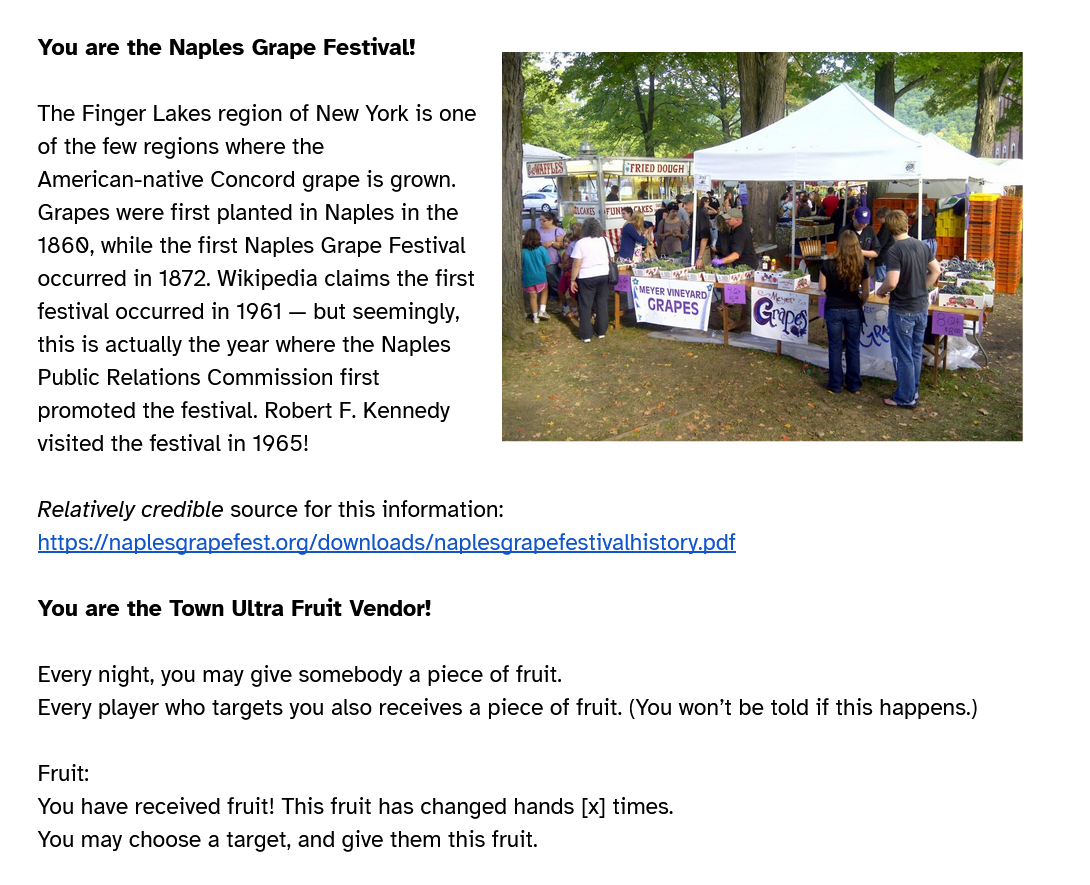 You are the Naples Grape Festival!
The Finger Lakes region of New York is one
of the few regions where the
American-native Concord grape is grown.
Grapes were first planted in Naples in the
1860, while the first Naples Grape Festival
occurred in 1872. Wikipedia claims the first
festival occurred in 1961 — but seemingly,
this is actually the year where the Naples
Public Relations Commission first
promoted the festival. Robert F. Kennedy
visited the festival in 1965!
WAFFLES
FRIED DOUGH
MEYER VINEYARD
GRAPES
Meyer
Grapes
Relatively credible source for this information:
https://naplesgrapefest.org/downloads/naplesgrapefestivalhistory.pdf
You are the Town Ultra Fruit Vendor!
Every night, you may give somebody a piece of fruit.
Every player who targets you also receives a piece of fruit. (You won’t be told if this happens.)
Fruit:
You have received fruit! This fruit has changed hands [x] times.
You may choose a target, and give them this fruit.